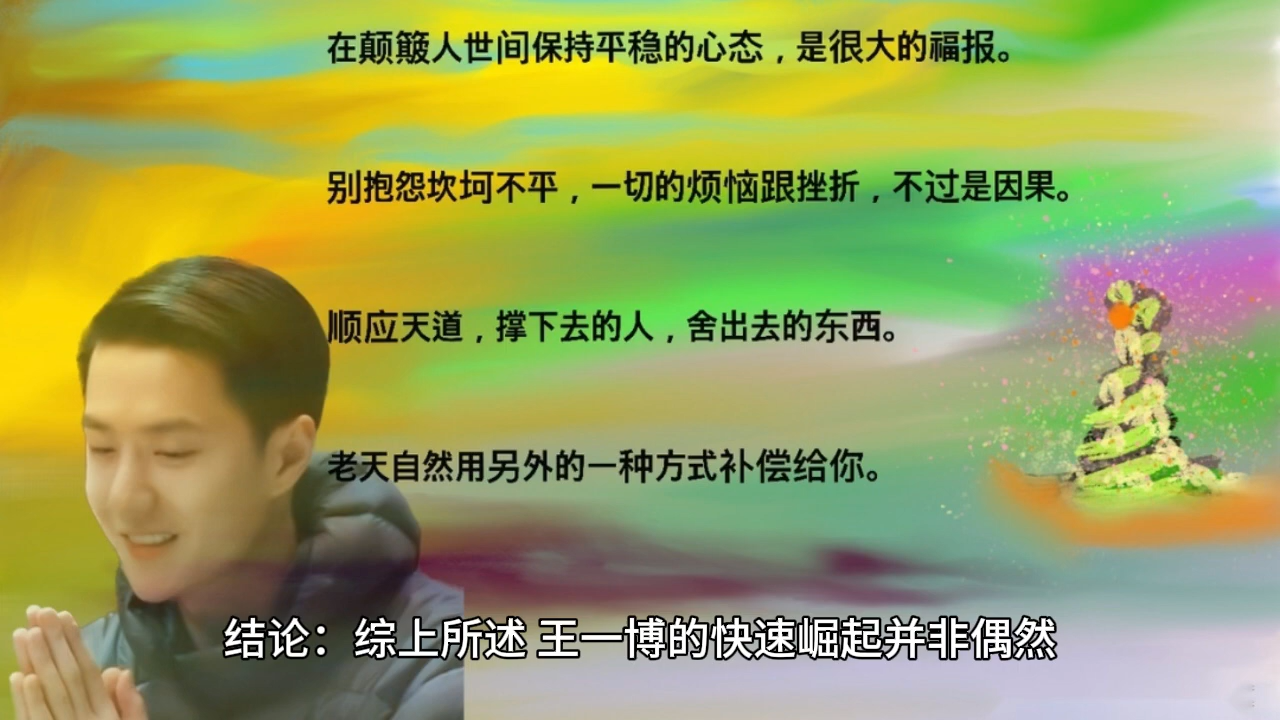 在颠簸人世间保持平稳的心态，是很大的福报。
别抱怨坎坷不平，一切的烦恼跟挫折，不过是因果。
顺应天道，撑下去的人，舍出去的东西。
老天自然用另外的一种方式补偿给你。
结论：综上所述 王一博的快速崛起并非偶然